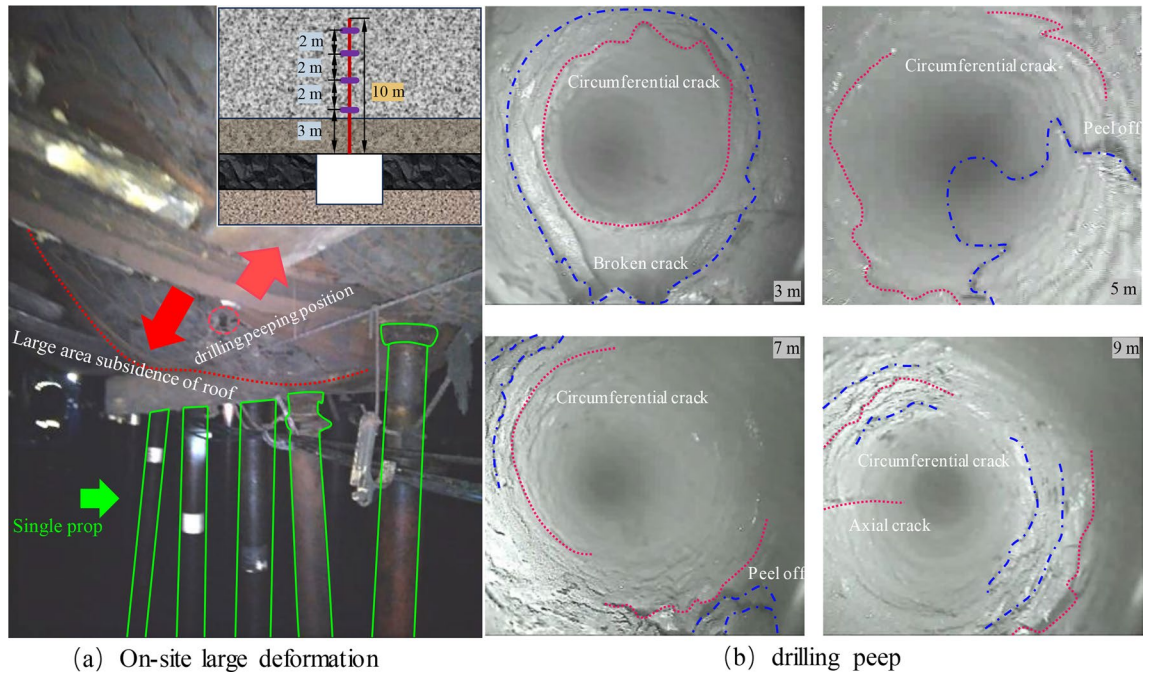 2 m
2 m
2 m
10 m
3 m
drilling peeping position
Large area subsidence of roof
Single prop
Circumferential crack
Broken crack
3 m
Circumferential crack
Peel off
5 m
7 m
Circumferential crack
Peel off
9 m
Circumferential crack
Axial crack
(a) On-site large deformation
(b) drilling peep